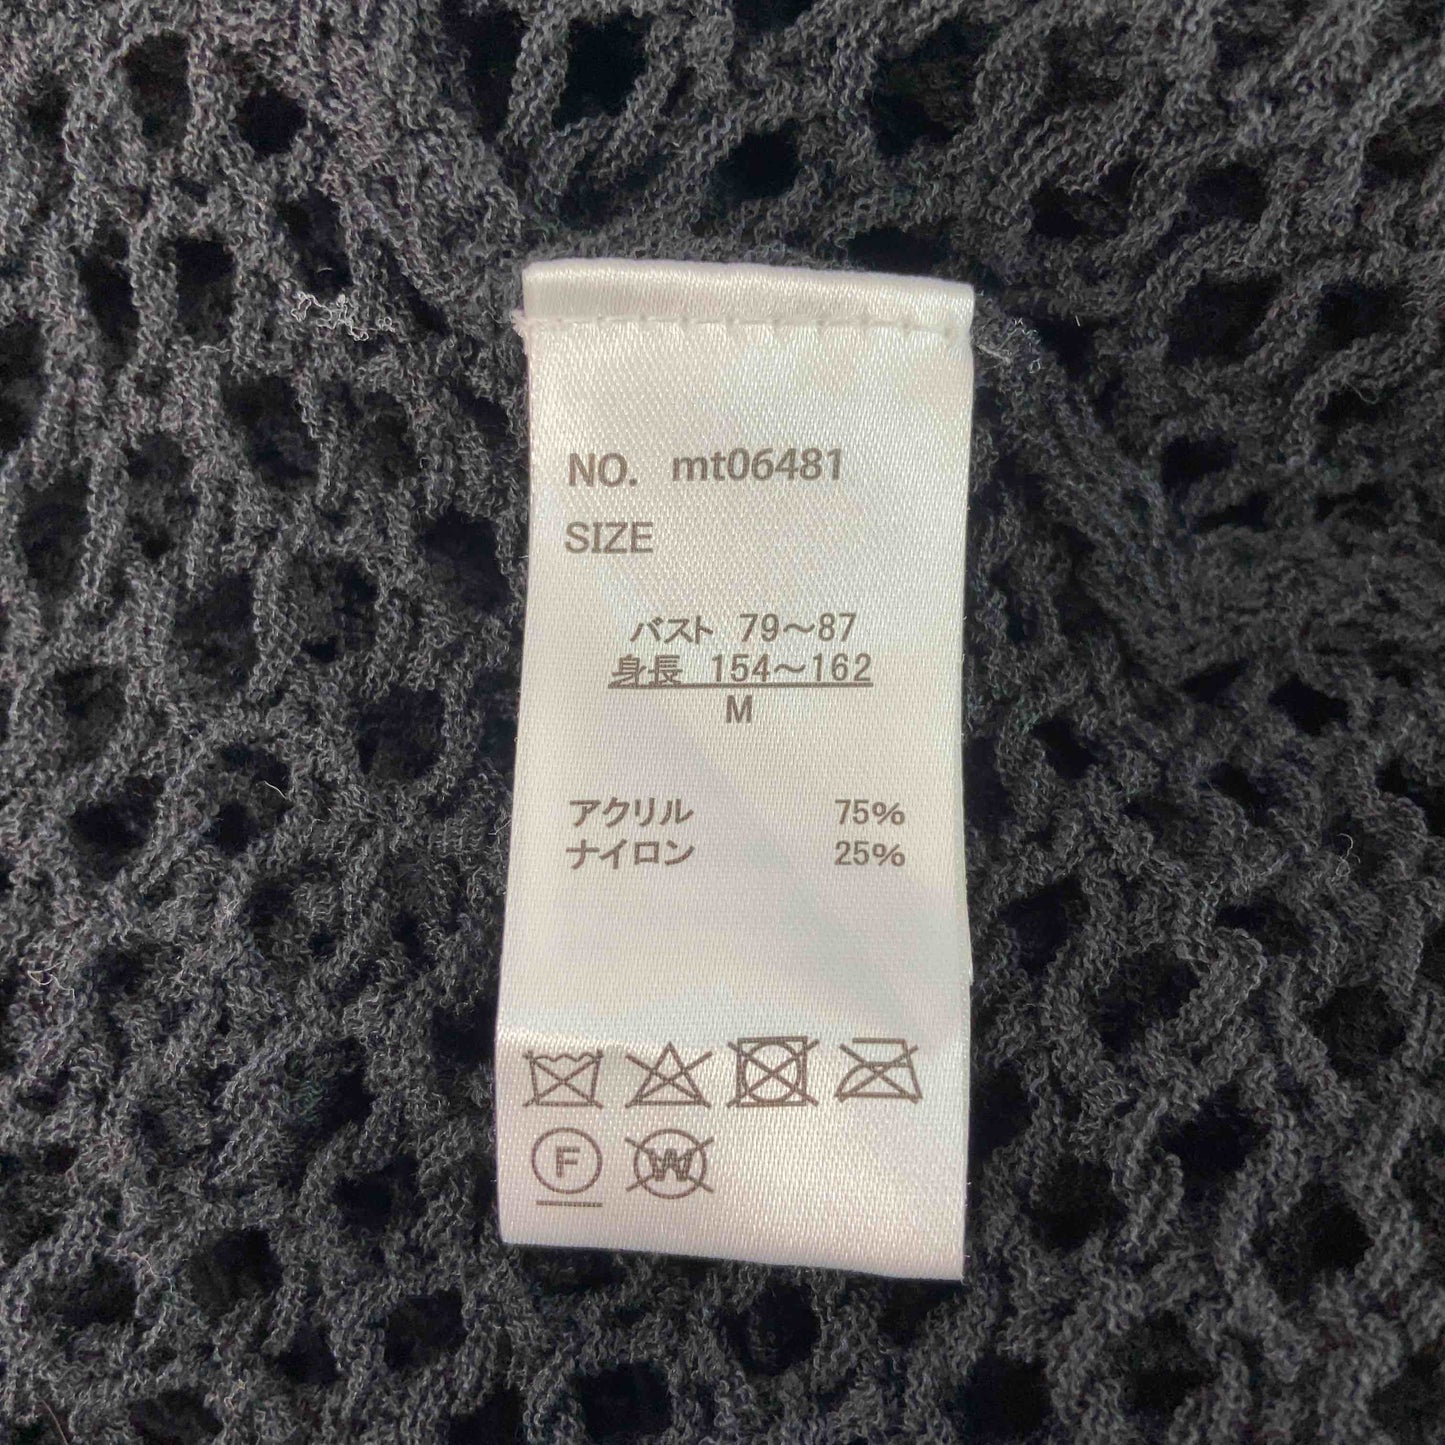 NO. mt06481
SIZE
バスト 79～87
身長 154～162
M
アクリル 75%
ナイロン 25%
F W